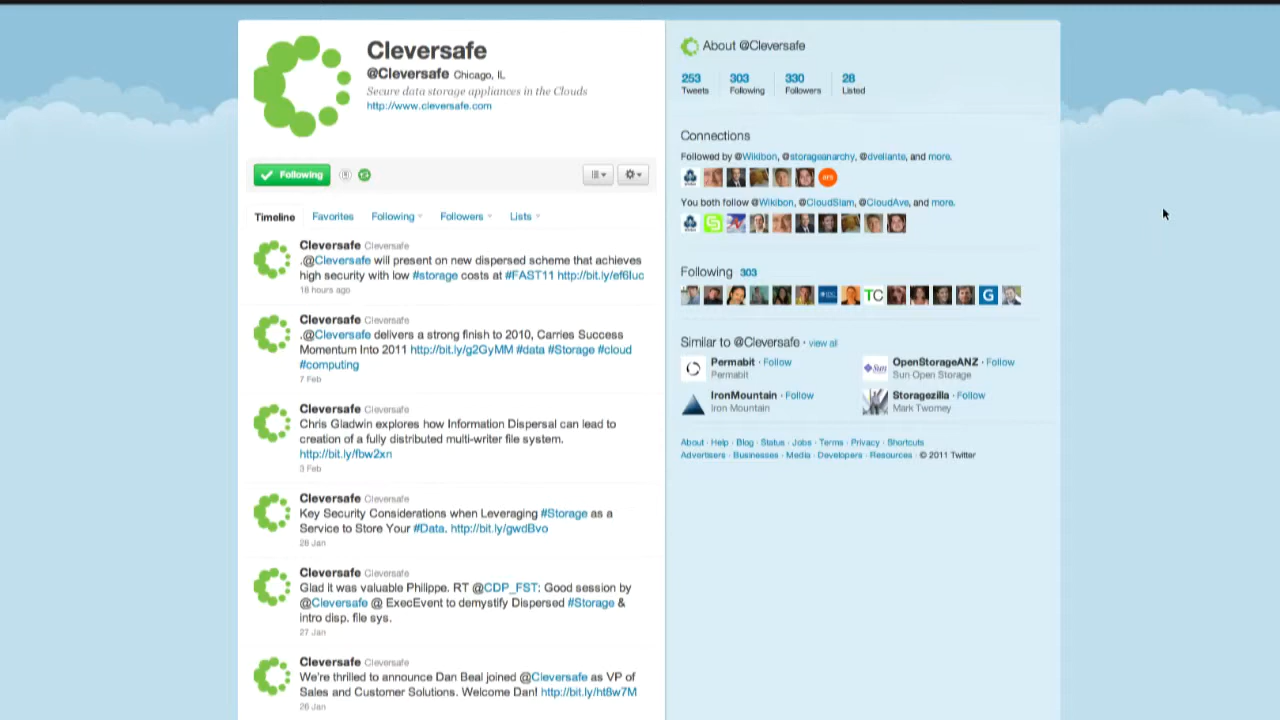 Cleversafe
@Cleversafe Chicago, IL
Secure data storage appliances in the Clouds
http://www.cleversafe.com
Following
Timeline Favorites Following Followers Lists
Cleversafe Cleversafe
.@Cleversafe will present on new dispersed scheme that achieves
high security with low #storage costs at #FAST11 http://bit.ly/ef6luc
18 hours ago
Cleversafe Cleversafe
.@Cleversafe delivers a strong finish to 2010, Carries Success
Momentum Into 2011 http://bit.ly/g2GyMM #data #Storage #cloud
#computing
7 Feb
Cleversafe Cleversafe
Chris Gladwin explores how Information Dispersal can lead to
creation of a fully distributed multi-writer file system.
http://bit.ly/fbw2xn
3 Feb
Cleversafe Cleversafe
Key Security Considerations when Leveraging #Storage as a
Service to Store Your #Data. http://bit.ly/gwdBvo
28 Jan
Cleversafe Cleversafe
Glad it was valuable Philippe. RT @CDP_FST: Good session by
@Cleversafe @ ExecEvent to demystify Dispersed #Storage &
intro disp. file sys.
27 Jan
Cleversafe Cleversafe
We're thrilled to announce Dan Beal joined @Cleversafe as VP of
Sales and Customer Solutions. Welcome Dan! http://bit.ly/ht8w7M
26 Jan
About @Cleversafe
253 303 330 28
Tweets Following Followers Listed
Connections
Followed by @Wikibon, @storageanarchy, @dvellante, and more.
You both follow @Wikibon, @CloudSlam, @CloudAve, and more.
Following 303
TC G
Similar to @Cleversafe · view all
Permabit · Follow
Permabit
OpenStorageANZ · Follow
Sun Open Storage
IronMountain · Follow
Iron Mountain
Storagezilla · Follow
Mark Twomey
About · Help · Blog · Status · Jobs · Terms · Privacy · Shortcuts
Advertisers · Businesses · Media · Developers · Resources · © 2011 Twitter